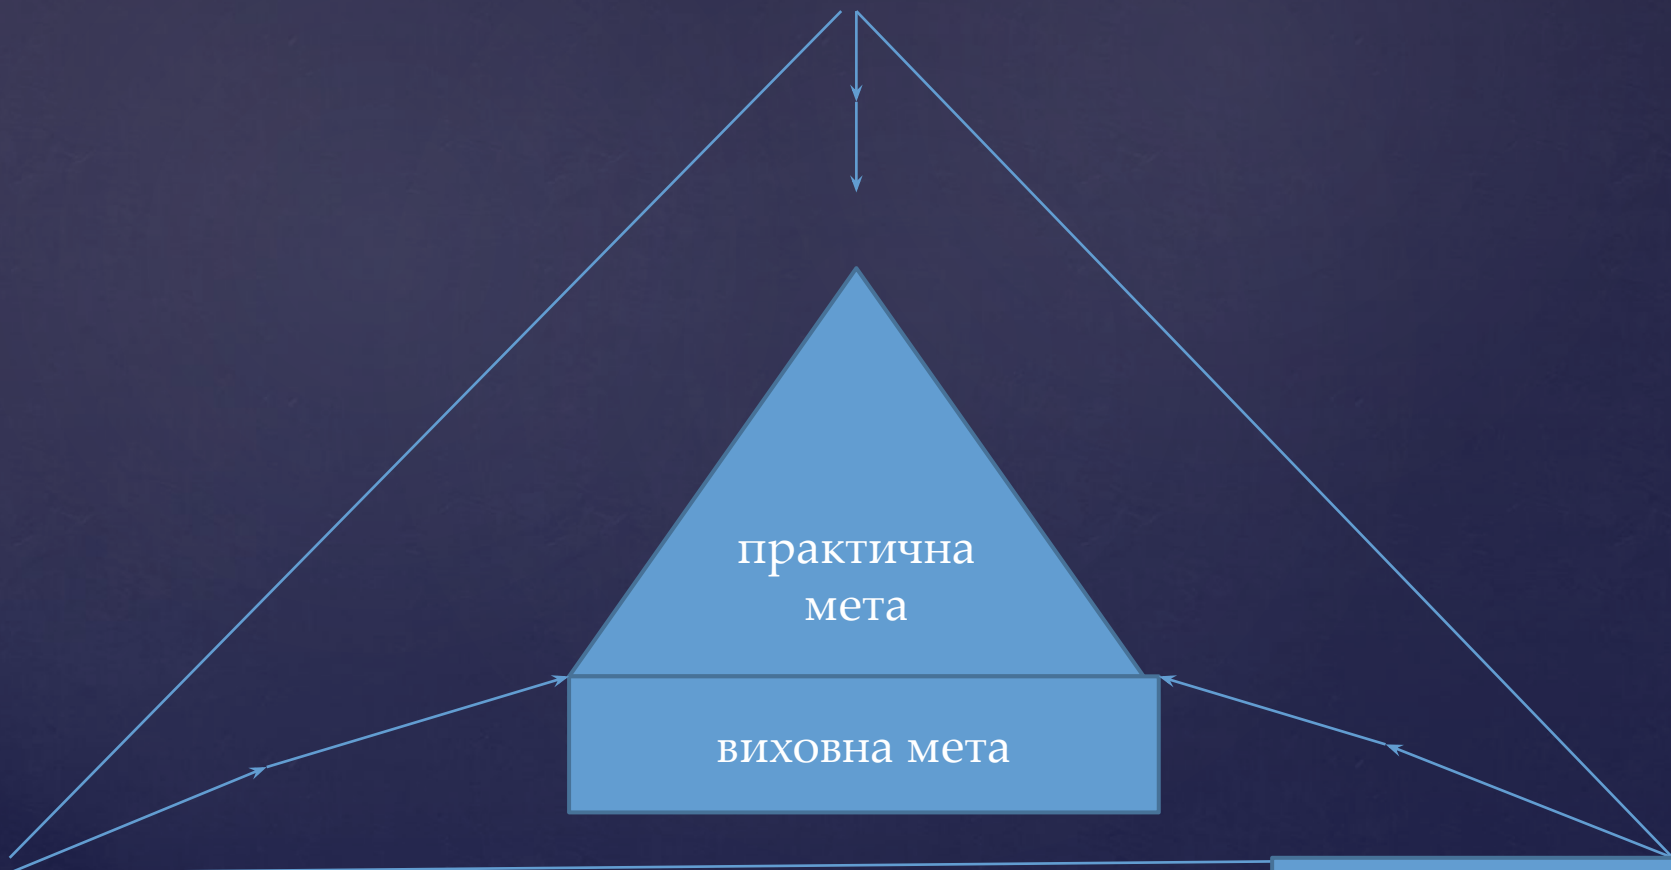 практична
мета
виховна мета